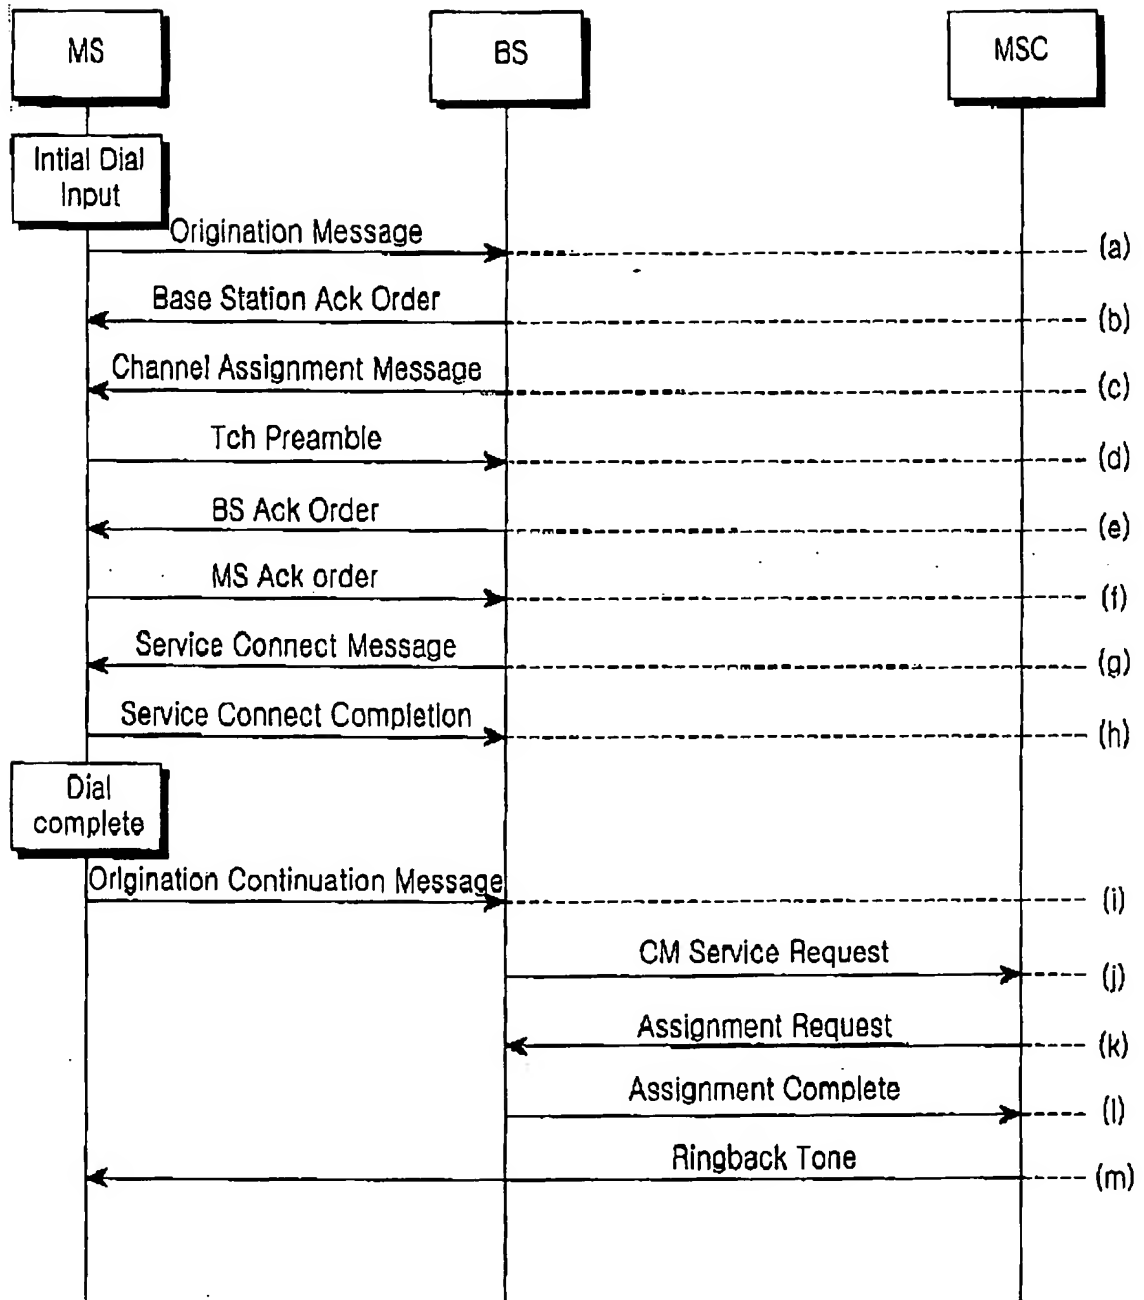 MS
BS
MSC
Intial Dial
Input
Origination Message
(a)
Base Station Ack Order
(b)
Channel Assignment Message
(c)
Tch Preamble
(d)
BS Ack Order
(e)
MS Ack order
(f)
Service Connect Message
(g)
Service Connect Completion
(h)
Dial
complete
Origination Continuation Message
(i)
CM Service Request
(j)
Assignment Request
(k)
Assignment Complete
(l)
Ringback Tone
(m)